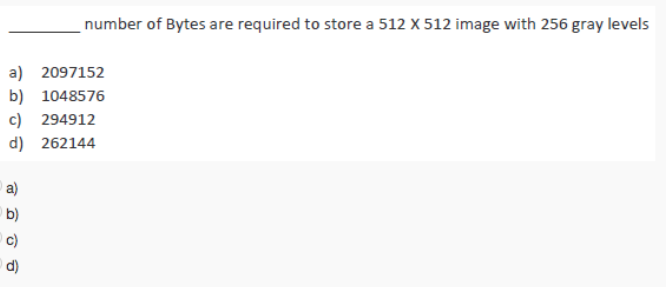 ________ number of Bytes are required to store a 512 X 512 image with 256 gray levels
a) 2097152
b) 1048576
c) 294912
d) 262144
a)
b)
c)
d)